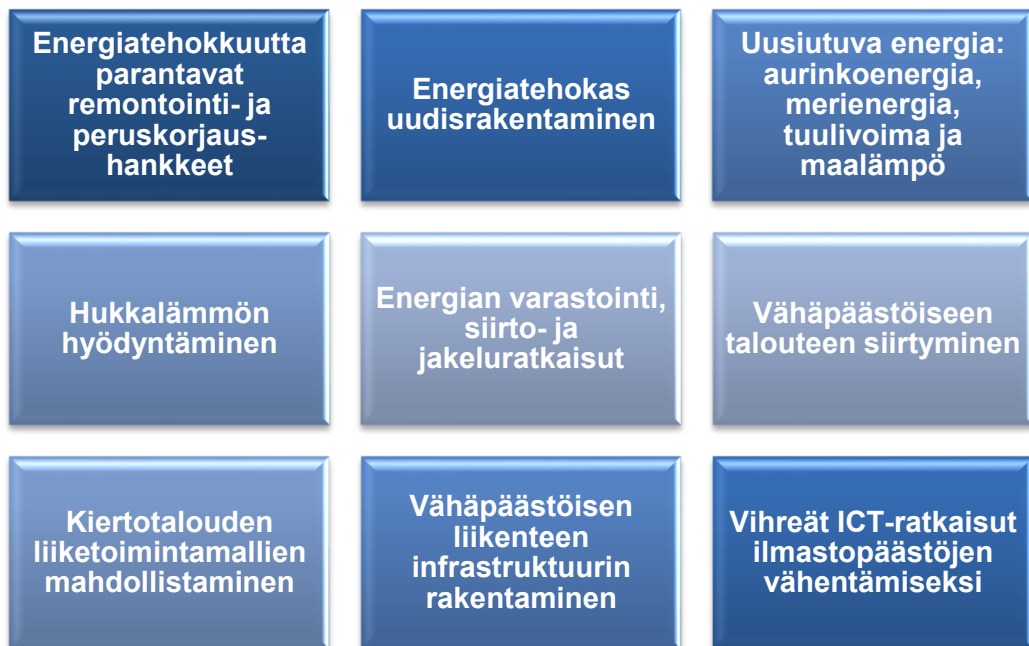 Energiatehokkuutta
parantavat
remontointi- ja
peruskorjaus-
hankkeet
Energiatehokas
uudisrakentaminen
Uusiutuva energia:
aurinkoenergia,
merienergia,
tuulivoima ja
maalämpö
Hukkalämmön
hyödyntäminen
Energian varastointi,
siirto- ja
jakeluratkaisut
Vähäpäästöiseen
talouteen siirtyminen
Kiertotalouden
liiketoimintamallien
mahdollistaminen
Vähäpäästöisen
liikenteen
infrastruktuurin
rakentaminen
Vihreät ICT-ratkaisut
ilmastopäästöjen
vähentämiseksi